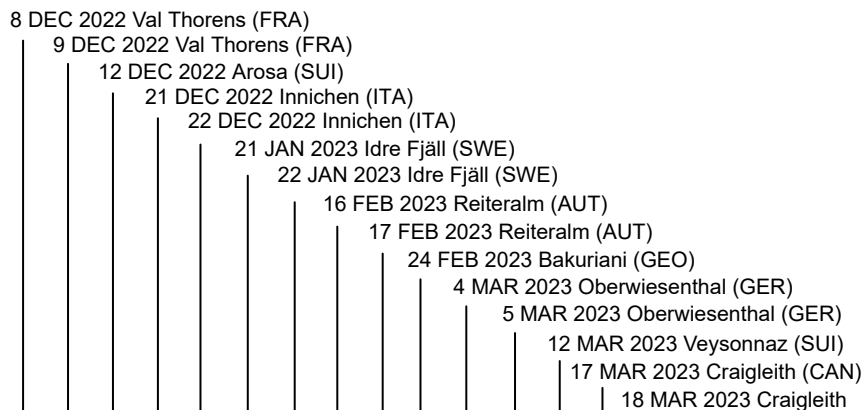 8 DEC 2022 Val Thorens (FRA)
9 DEC 2022 Val Thorens (FRA)
12 DEC 2022 Arosa (SUI)
21 DEC 2022 Innichen (ITA)
22 DEC 2022 Innichen (ITA)
21 JAN 2023 Idre Fjäll (SWE)
22 JAN 2023 Idre Fjäll (SWE)
16 FEB 2023 Reiteralm (AUT)
17 FEB 2023 Reiteralm (AUT)
24 FEB 2023 Bakuriani (GEO)
4 MAR 2023 Oberwiesenthal (GER)
5 MAR 2023 Oberwiesenthal (GER)
12 MAR 2023 Veysonnaz (SUI)
17 MAR 2023 Craigleith (CAN)
18 MAR 2023 Craigleith